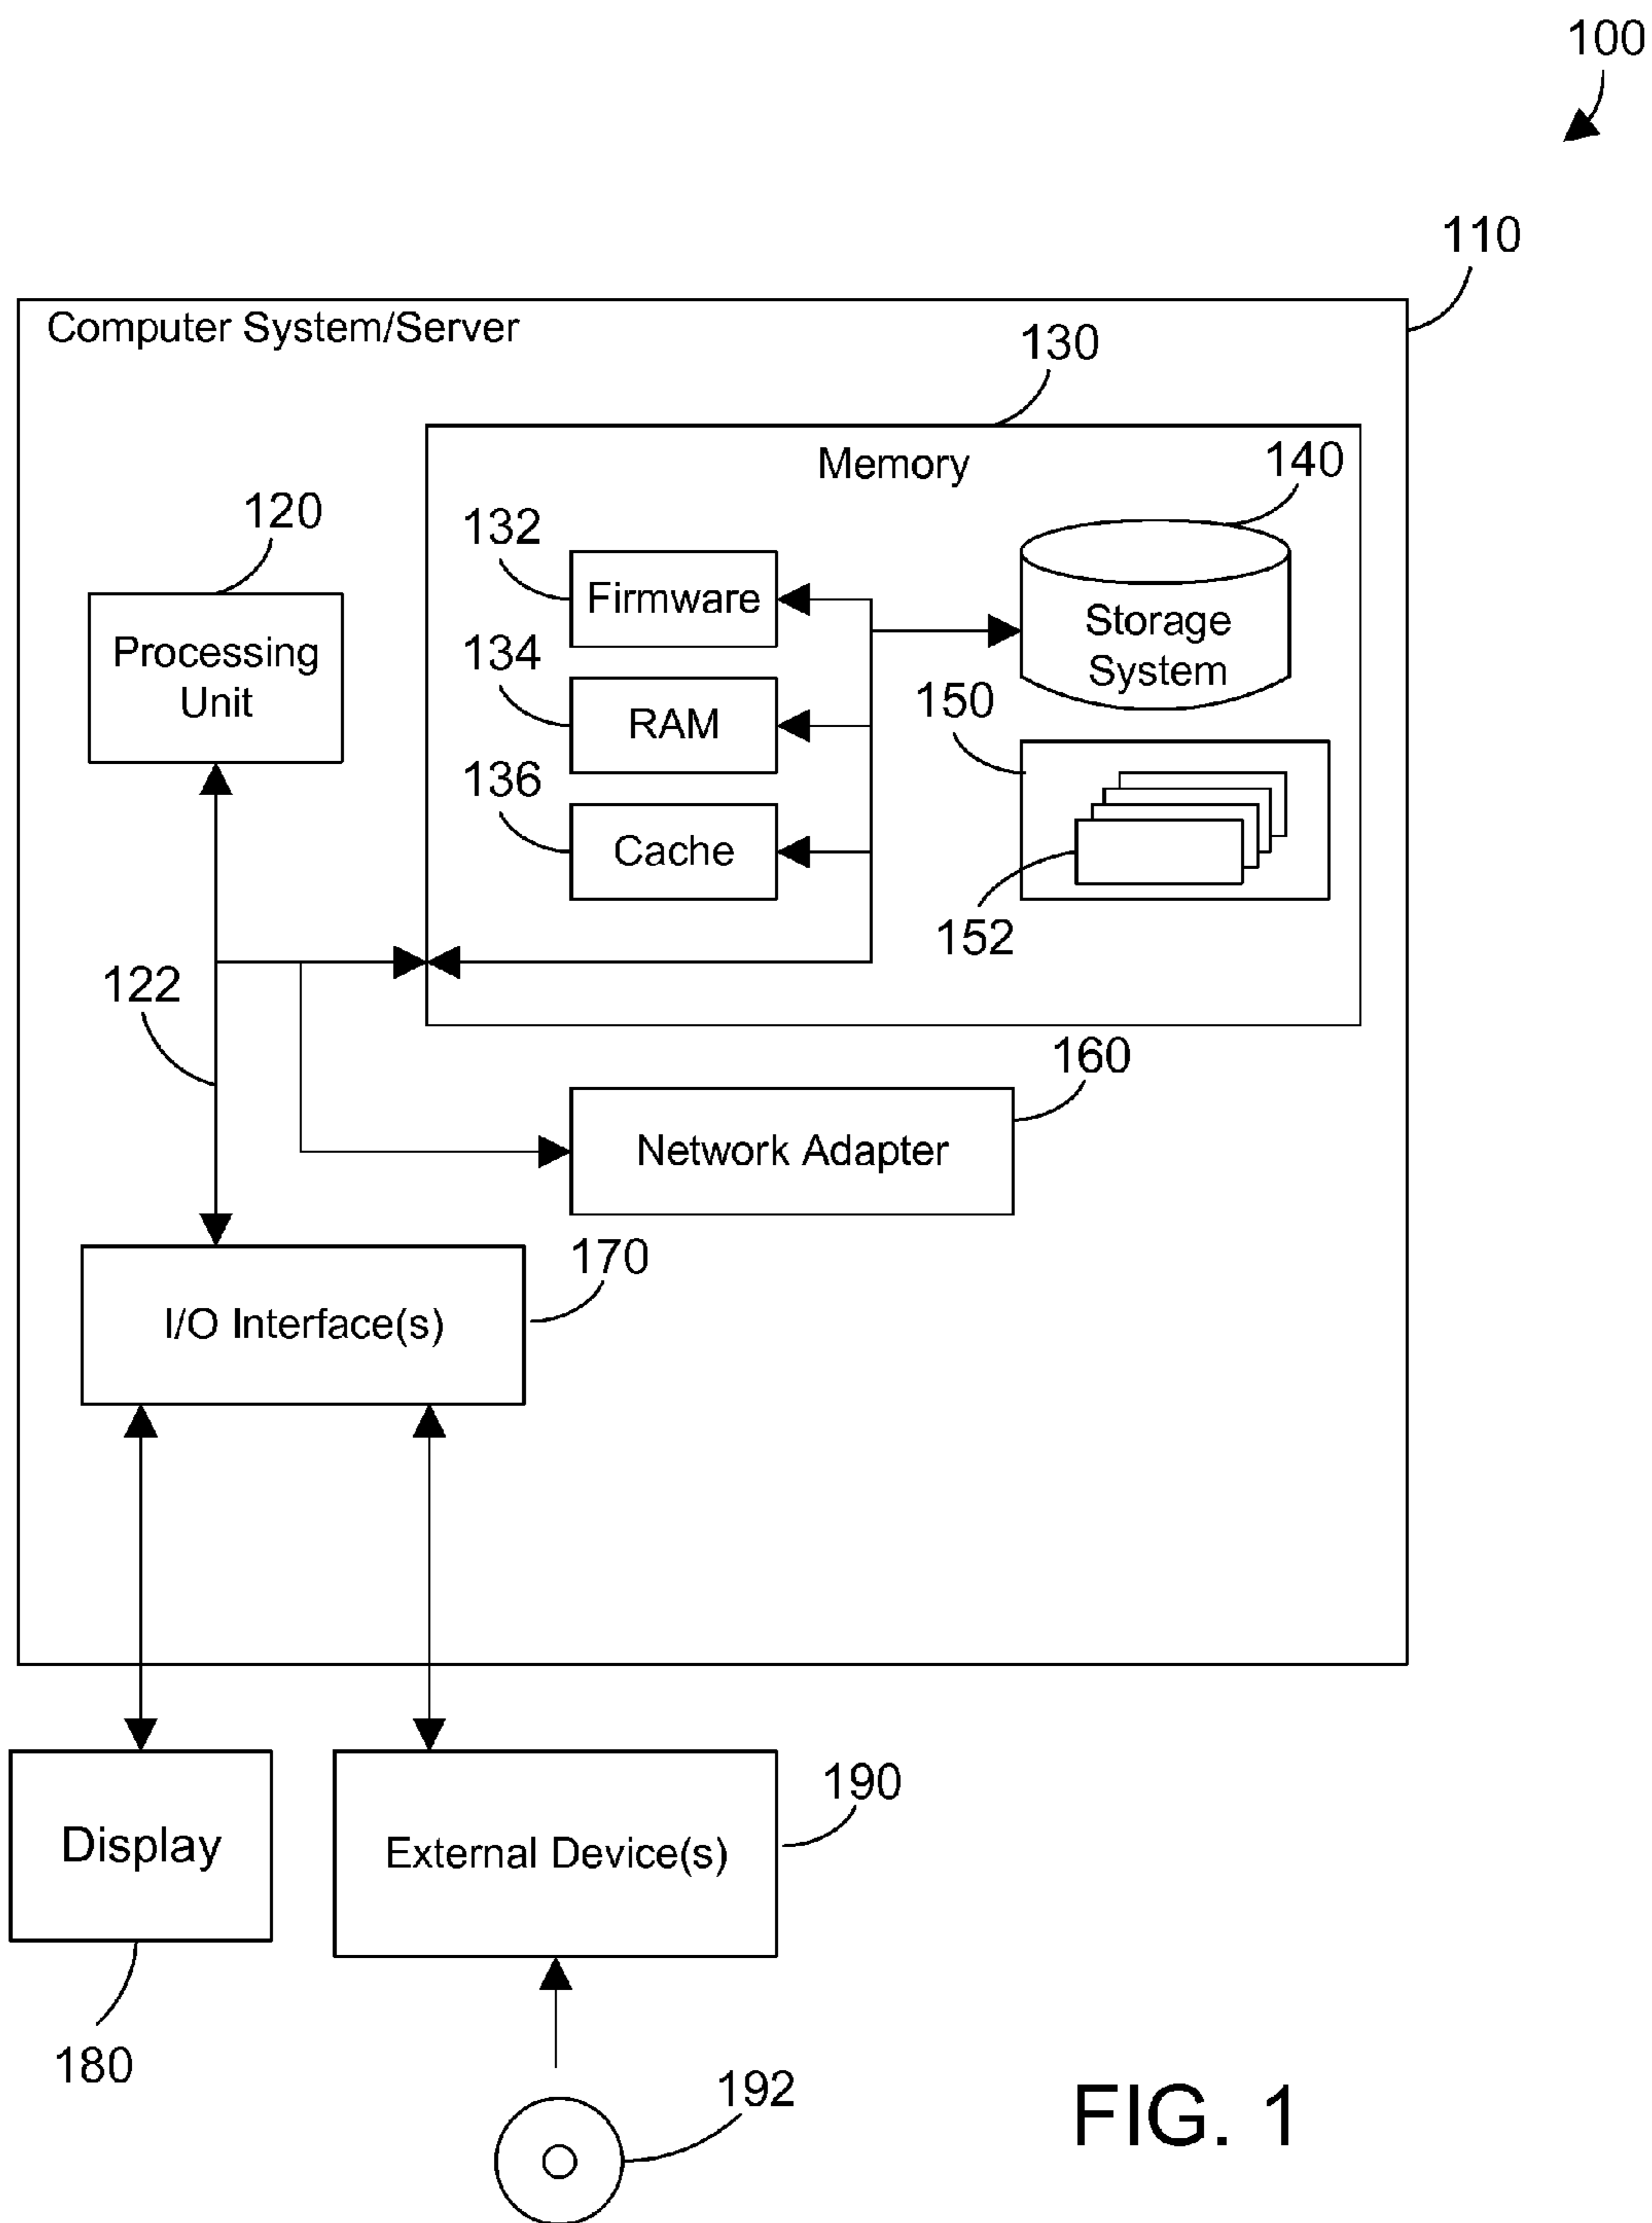 100
110
Computer System/Server
130
Memory
140
120
132
Firmware
Storage
System
Processing
Unit
134
RAM
150
136
Cache
152
122
160
Network Adapter
170
I/O Interface(s)
190
Display
External Device(s)
180
192
FIG. 1